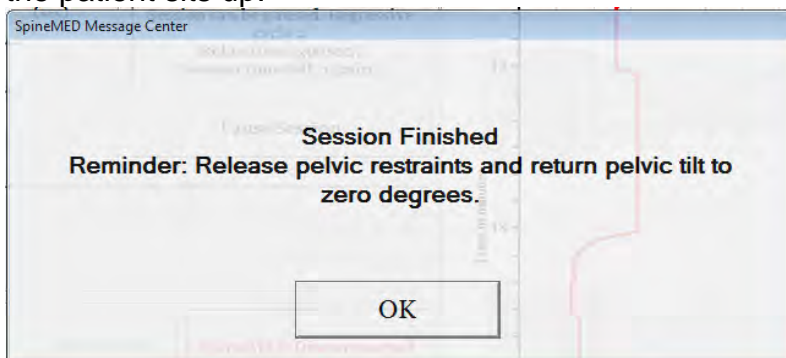 the patient sits up.
SpineMED Message Center
Session Finished
Reminder: Release pelvic restraints and return pelvic tilt to
zero degrees.
OK